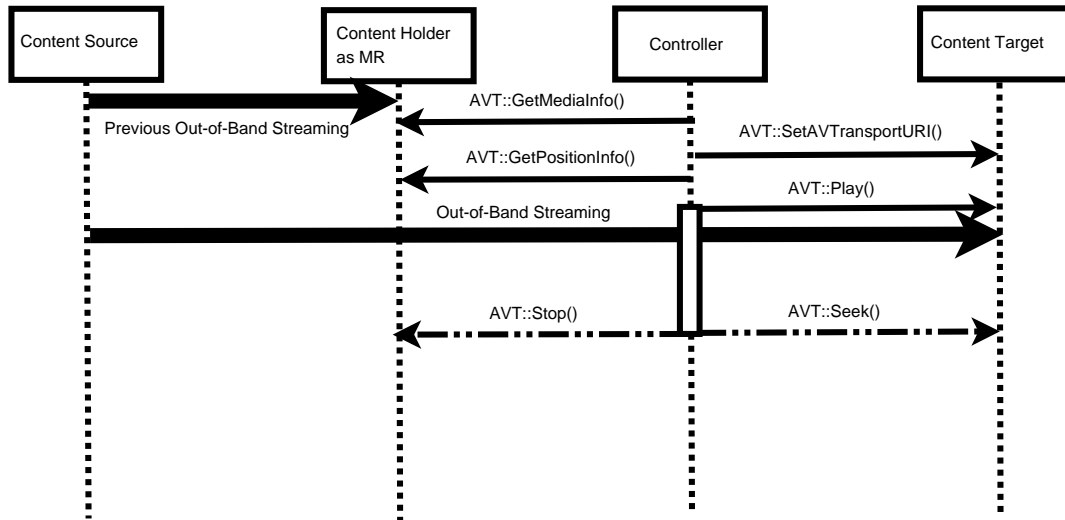 Content Source
Content Holder
as MR
Controller
Content Target
AVT::GetMediaInfo()
Previous Out-of-Band Streaming
AVT::SetAVTransportURI()
AVT::GetPositionInfo()
AVT::Play()
Out-of-Band Streaming
AVT::Stop()
AVT::Seek()